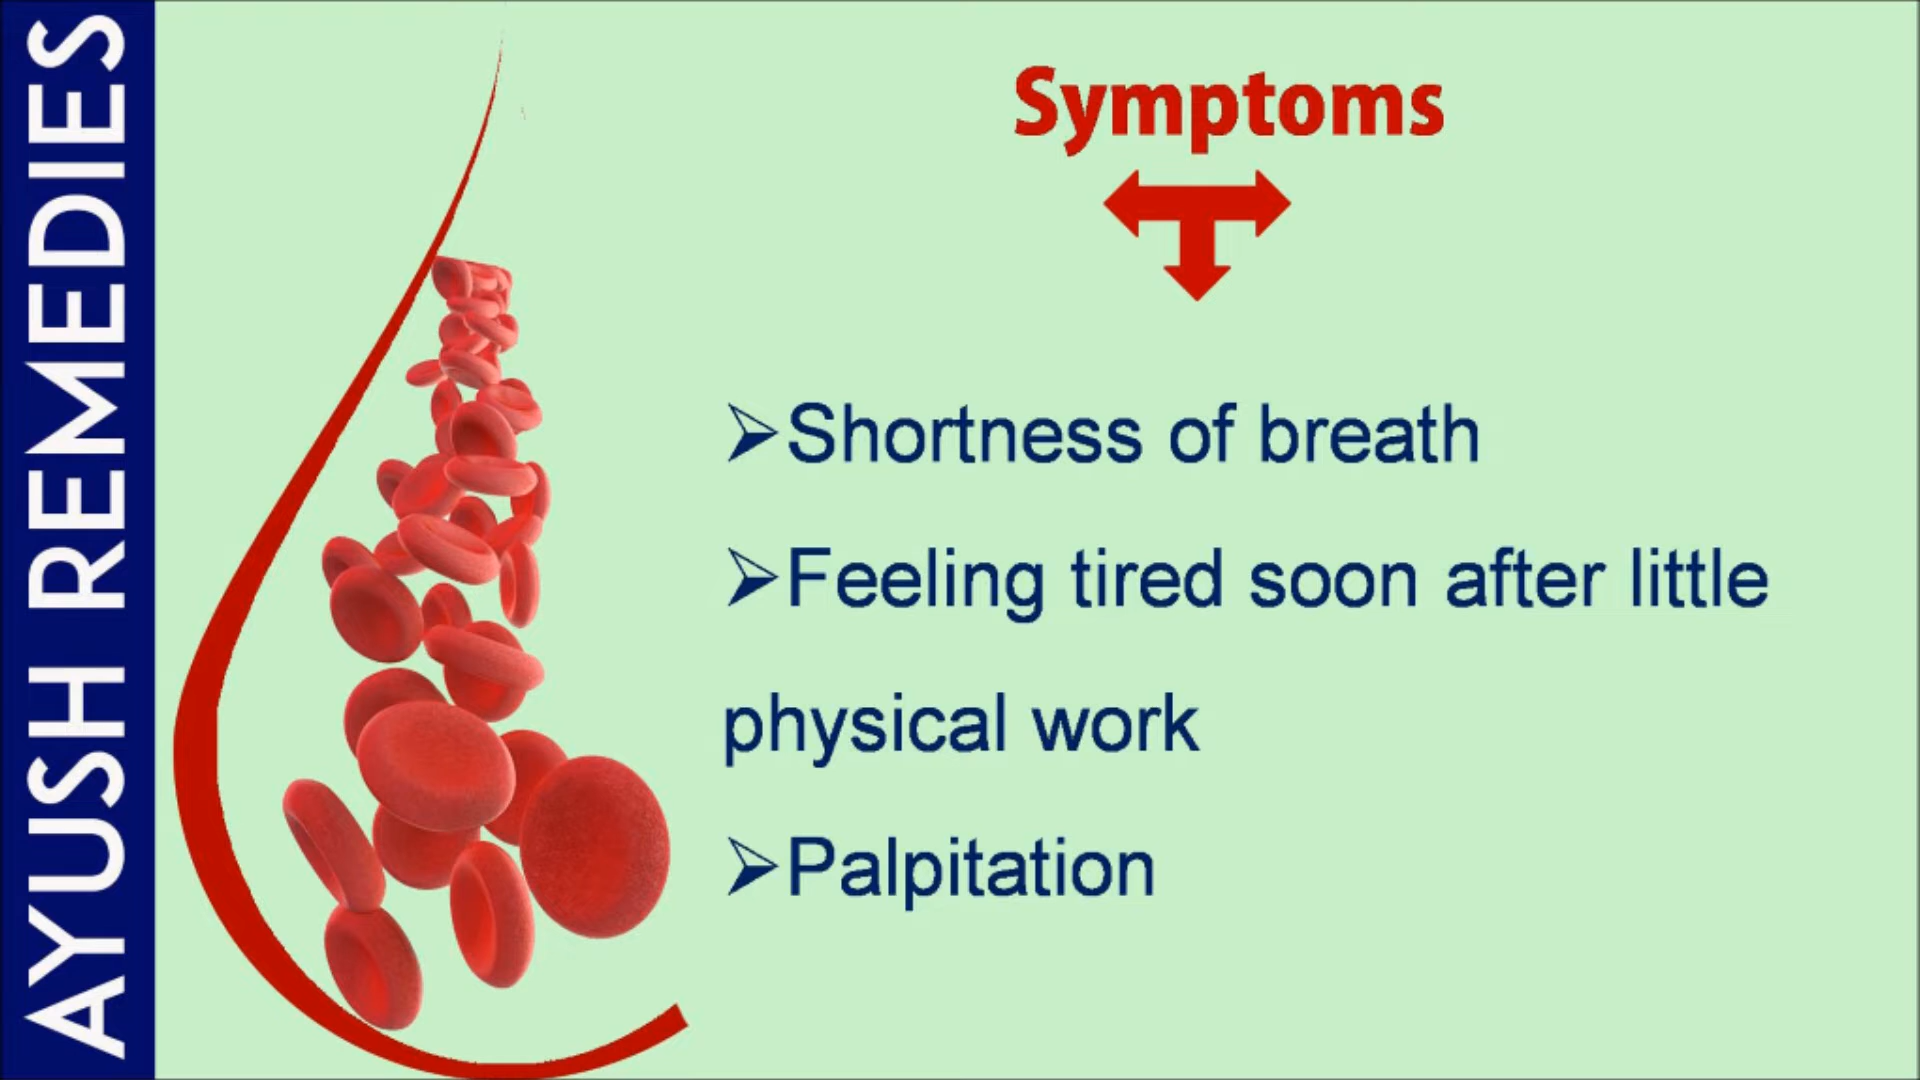 AYUSH REMEDIES
Symptoms
➢Shortness of breath
➢Feeling tired soon after little
physical work
➢Palpitation